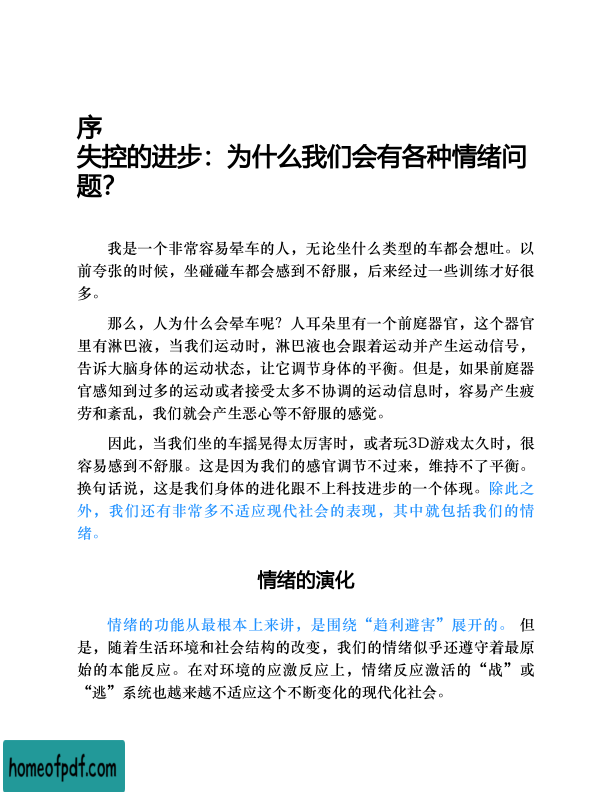 序
失控的进步：为什么我们会有各种情绪问
题？
我是一个非常容易晕车的人，无论坐什么类型的车都会想吐。以
前夸张的时候，坐碰碰车都会感到不舒服，后来经过一些训练才好很
多。
那么，人为什么会晕车呢？人耳朵里有一个前庭器官，这个器官
里有淋巴液，当我们运动时，淋巴液也会跟着运动并产生运动信号，
告诉大脑身体的运动状态，让它调节身体的平衡。但是，如果前庭器
官感知到过多的运动或者接受太多不协调的运动信息时，容易产生疲
劳和紊乱，我们就会产生恶心等不舒服的感觉。
因此，当我们坐的车摇晃得太厉害时，或者玩3D游戏太久时，很
容易感到不舒服。这是因为我们的感官调节不过来，维持不了平衡。
换句话说，这是我们身体的进化跟不上科技进步的一个体现。除此之
外，我们还有非常多不适应现代社会的表现，其中就包括我们的情
绪。
情绪的演化
情绪的功能从最根本上来讲，是围绕“趋利避害”展开的。 但
是，随着生活环境和社会结构的改变，我们的情绪似乎还遵守着最原
始的本能反应。在对环境的应激反应上，情绪反应激活的“战”或
“逃”系统也越来越不适应这个不断变化的现代化社会。
homeofpdf.com